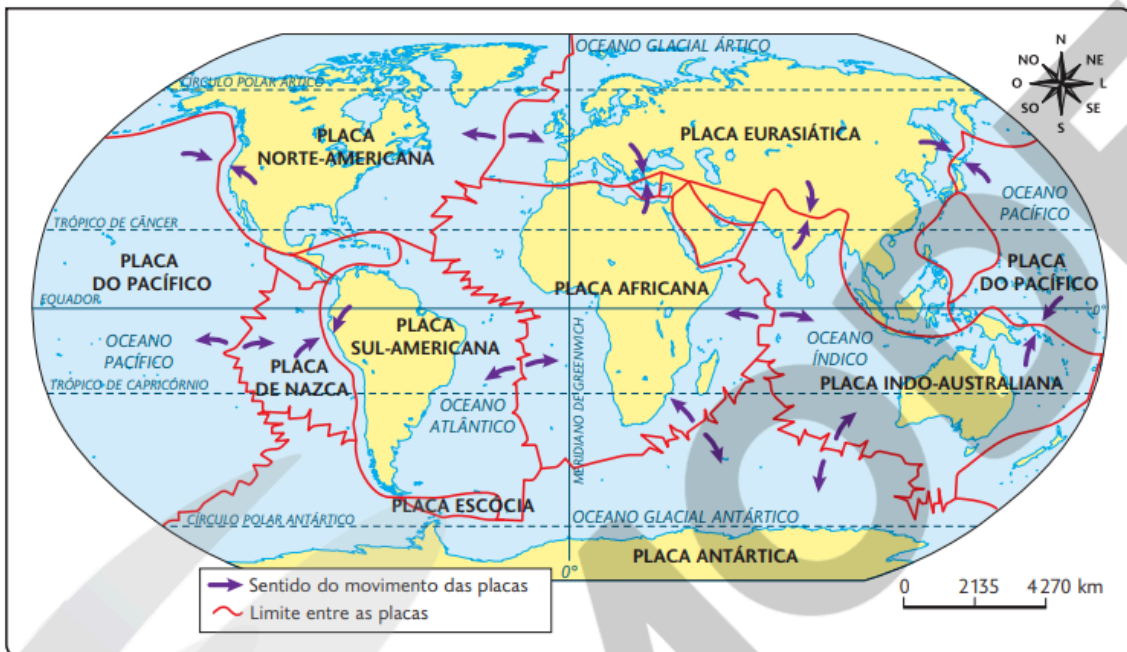 OCEANO GLACIAL ÁRTICO
N
NO
NE
O
L
SO
SE
S
CÍRCULO POLAR ÁRTICO
PLACA
NORTE-AMERICANA
PLACA EURASIÁTICA
OCEANO
PACÍFICO
TRÓPICO DE CÂNCER
PLACA
DO PACÍFICO
PLACA
DO PACÍFICO
PLACA AFRICANA
EQUADOR
0°
OCEANO
PACÍFICO
PLACA
SUL-AMERICANA
PLACA
DE NAZCA
OCEANO
ÍNDICO
TRÓPICO DE CAPRICÓRNIO
PLACA INDO-AUSTRALIANA
OCEANO
ATLÂNTICO
MERIDIANO DE GREENWICH
PLACA ESCÓCIA
CÍRCULO POLAR ANTÁRTICO
OCEANO GLACIAL ANTÁRTICO
PLACA ANTÁRTICA
0°
Sentido do movimento das placas
Limite entre as placas
0 2135 4270 km